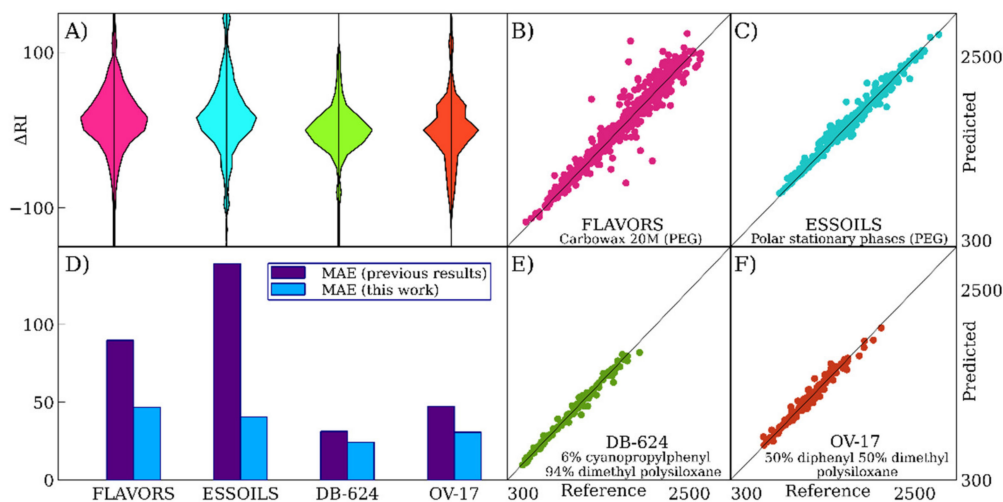 A)
100
−100
ΔRI
B)
FLAVORS
Carbowax 20M (PEG)
C)
ESSOILS
Polar stationary phases (PEG)
2500
Predicted
300
D)
MAE (previous results)
MAE (this work)
100
50
0
FLAVORS ESSOILS DB-624 OV-17
E)
DB-624
6% cyanopropylphenyl
94% dimethyl polysiloxane
F)
OV-17
50% diphenyl 50% dimethyl
polysiloxane
2500
Predicted
300
300 Reference 2500
300 2500